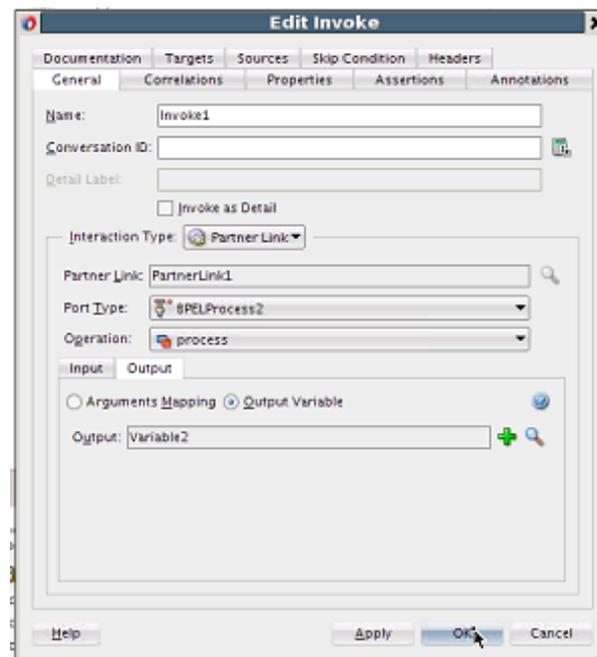 Edit Invoke
Documentation Targets Sources Skip Condition Headers
General Correlations Properties Assertions Annotations
Name: Invoke1
Conversation ID:
Detail Label:
Invoke as Detail
Interaction Type: Partner Link
Partner Link: PartnerLink1
Port Type: BPELProcess2
Operation: process
Input Output
Arguments Mapping Output Variable
Output: Variable2
Help Apply OK Cancel